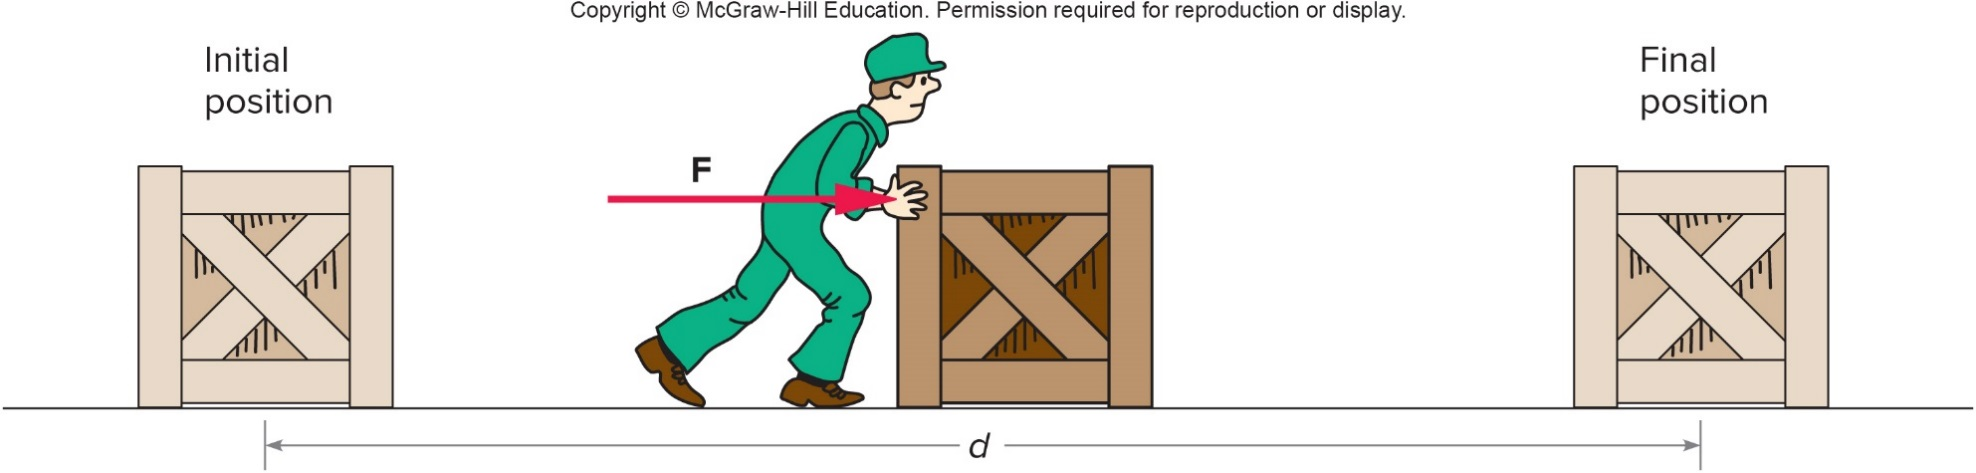 Copyright © McGraw-Hill Education. Permission required for reproduction or display.
Initial
position
Final
position
F
d